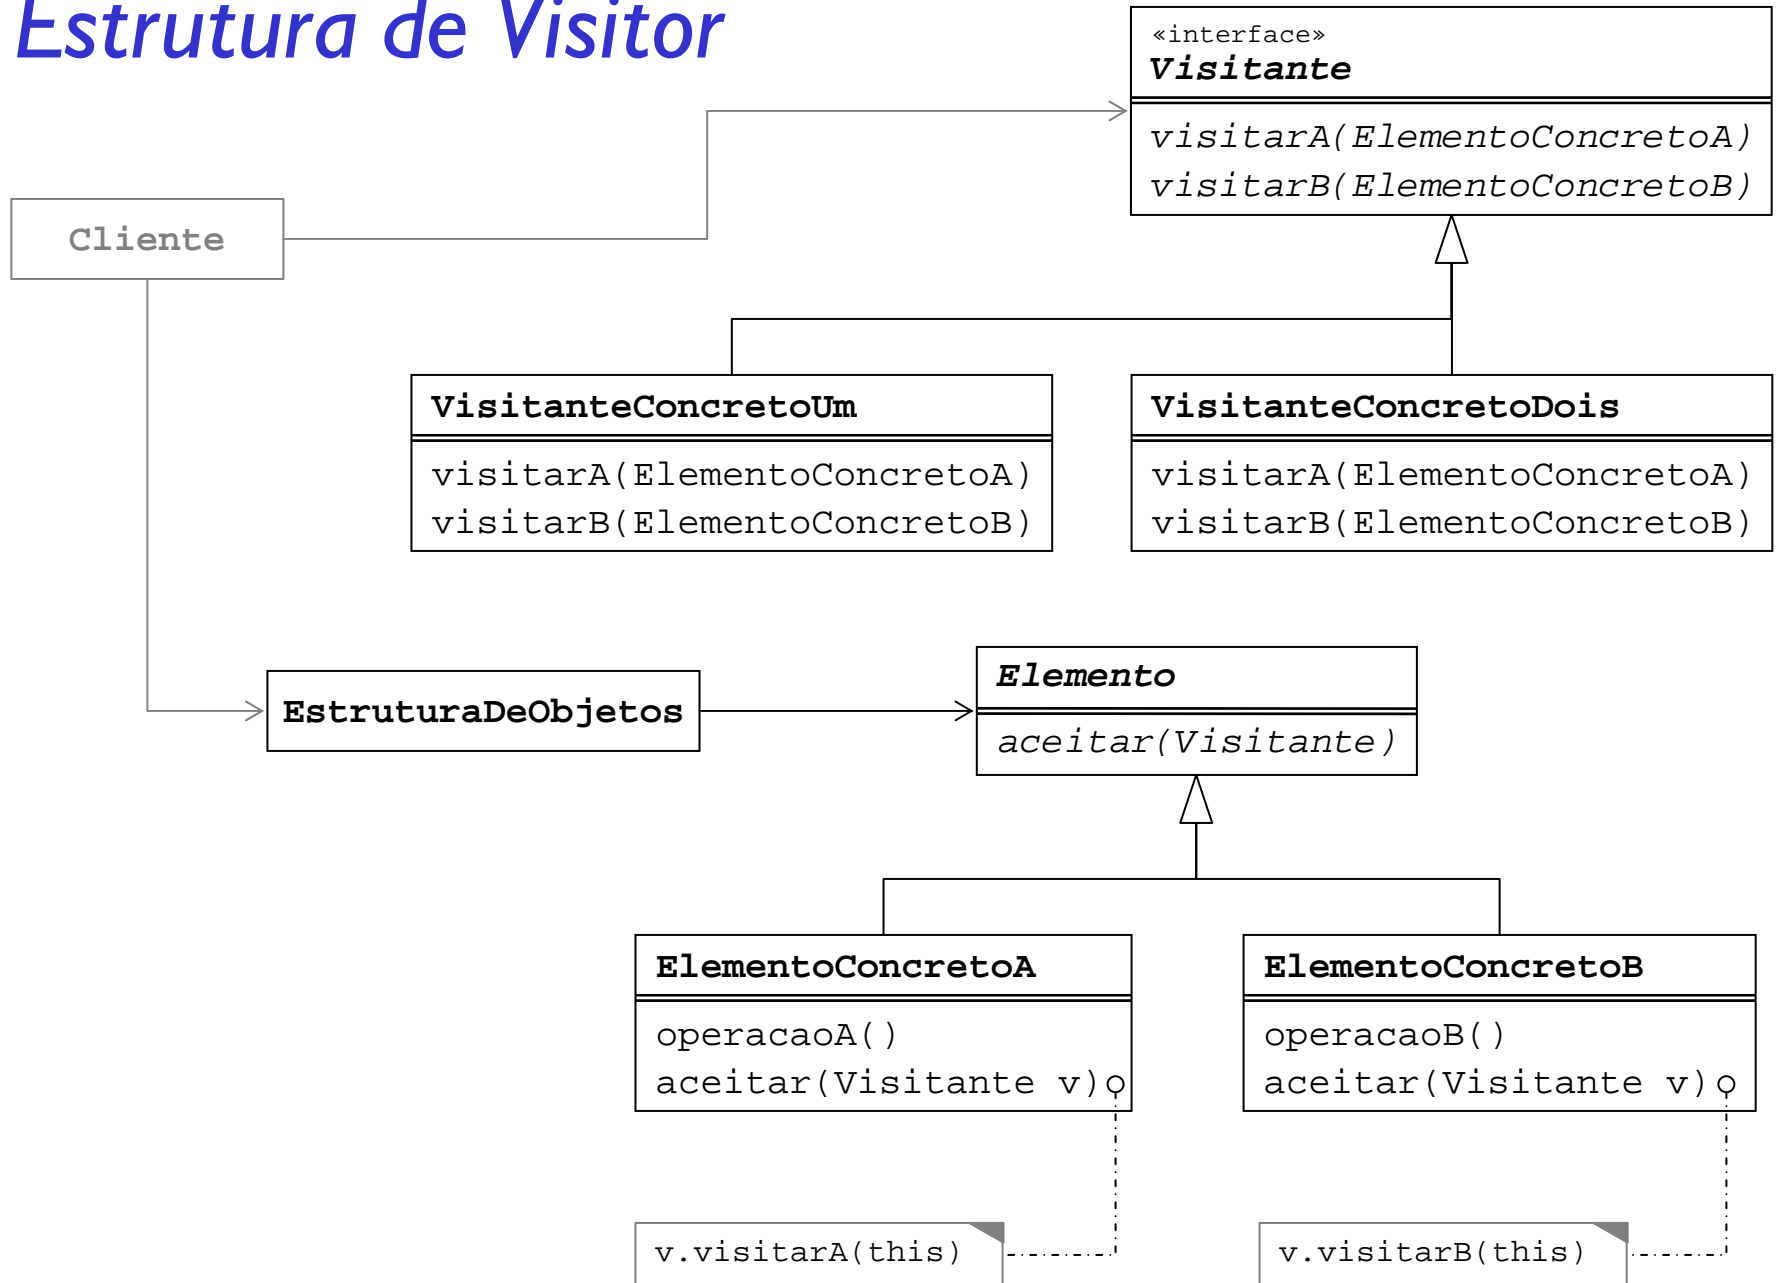 Estrutura de Visitor
«interface»
Visitante
visitarA(ElementoConcretoA)
visitarB(ElementoConcretoB)
Cliente
VisitanteConcretoUm
visitarA(ElementoConcretoA)
visitarB(ElementoConcretoB)
VisitanteConcretoDois
visitarA(ElementoConcretoA)
visitarB(ElementoConcretoB)
EstruturaDeObjetos
Elemento
aceitar(Visitante)
ElementoConcretoA
operacaoA()
aceitar(Visitante v)
ElementoConcretoB
operacaoB()
aceitar(Visitante v)
v.visitarA(this)
v.visitarB(this)